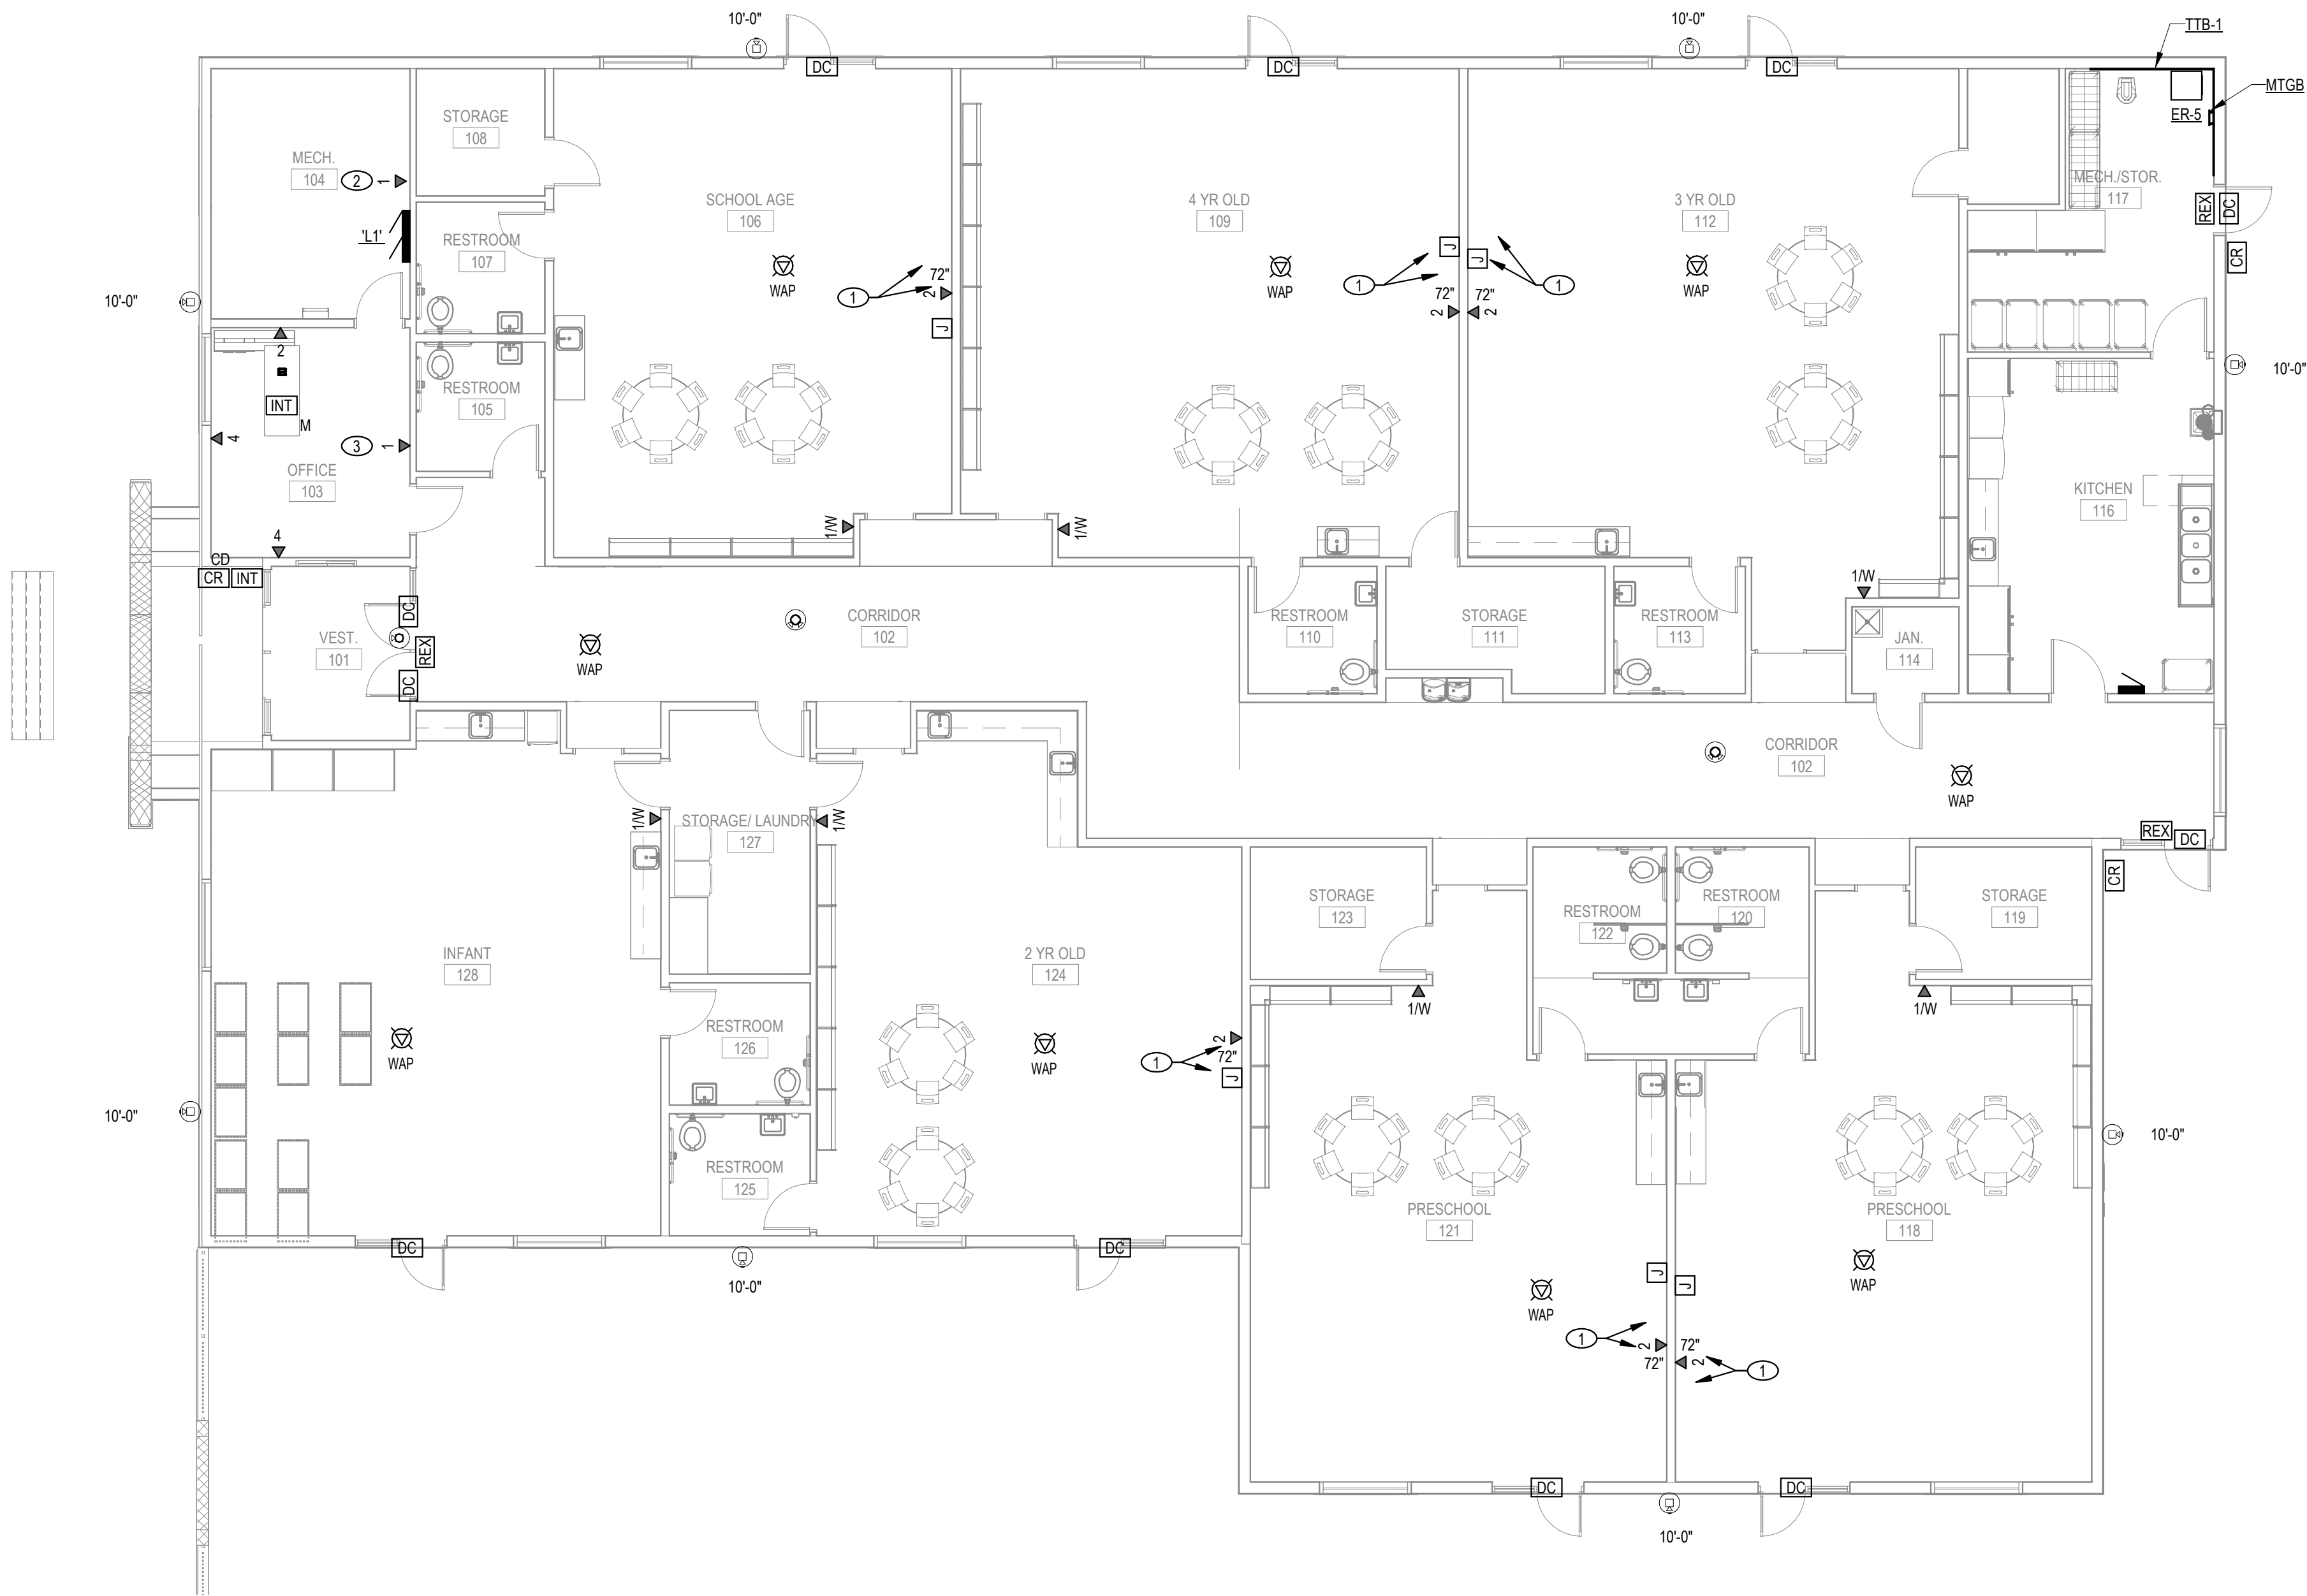 10'-0"
10'-0"
TTB-1
DC
DC
DC
MTGB
ER-5
STORAGE
108
MECH.
104
2
1
MECH./STOR.
117
SCHOOL AGE
106
4 YR OLD
109
3 YR OLD
112
REX
DC
CR
'L1'
RESTROOM
107
WAP
WAP
WAP
1
72"
2
J
1
J
72"
2
J
72"
2
1
10'-0"
10'-0"
2
INT
M
4
3
1
RESTROOM
105
OFFICE
103
4
KITCHEN
116
1/W
1/W
1/W
CD
CR
INT
DC
REX
DC
VEST.
101
WAP
CORRIDOR
102
RESTROOM
110
STORAGE
111
RESTROOM
113
JAN.
114
CORRIDOR
102
WAP
1/W
STORAGE/ LAUNDRY
127
1/W
REX
DC
CR
STORAGE
123
RESTROOM
122
RESTROOM
120
STORAGE
119
INFANT
128
2 YR OLD
124
1/W
1/W
WAP
RESTROOM
126
WAP
1
2
72"
J
10'-0"
10'-0"
RESTROOM
125
PRESCHOOL
121
PRESCHOOL
118
DC
DC
10'-0"
J
J
WAP
WAP
1
2
72"
72"
2
1
DC
DC
10'-0"